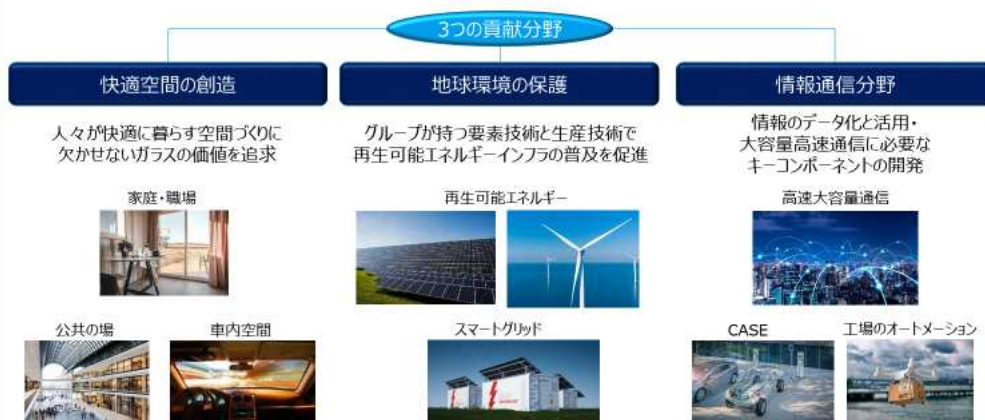 3つの貢献分野
快適空間の創造
人々が快適に暮らす空間づくりに
欠かせないガラスの価値を追求
家庭・職場
公共の場
車内空間
地球環境の保護
グループが持つ要素技術と生産技術で
再生可能エネルギーインフラの普及を促進
再生可能エネルギー
スマートグリッド
情報通信分野
情報のデータ化と活用・
大容量高速通信に必要な
キーコンポーネントの開発
高速大容量通信
CASE
工場のオートメーション